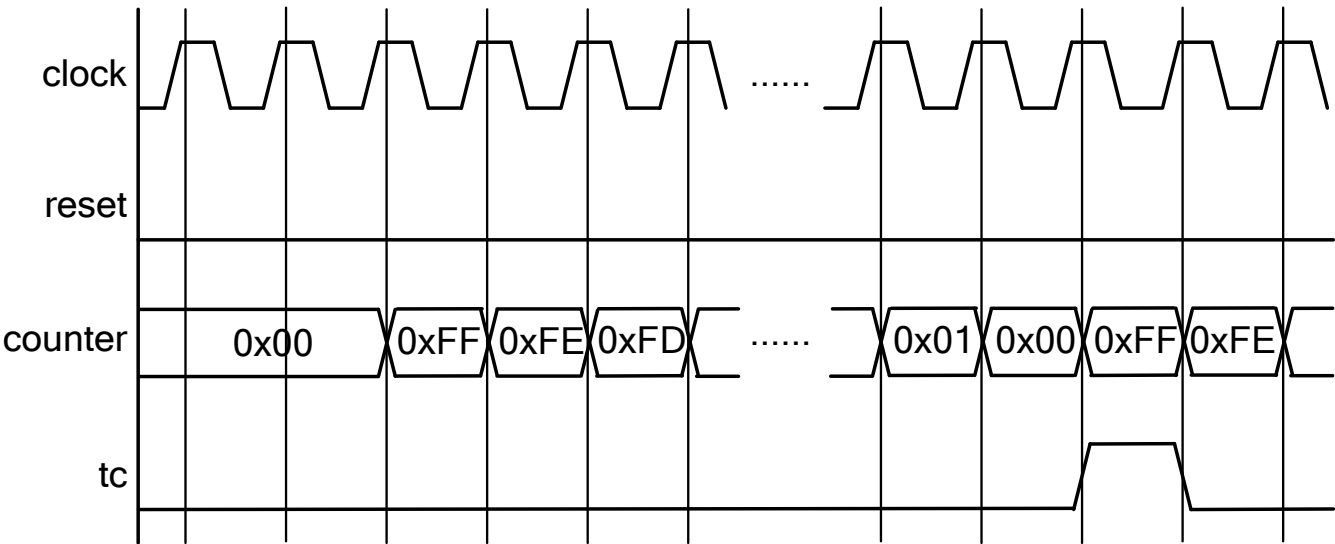 clock ......
reset
counter 0x00 0xFF 0xFE 0xFD ...... 0x01 0x00 0xFF 0xFE
tc